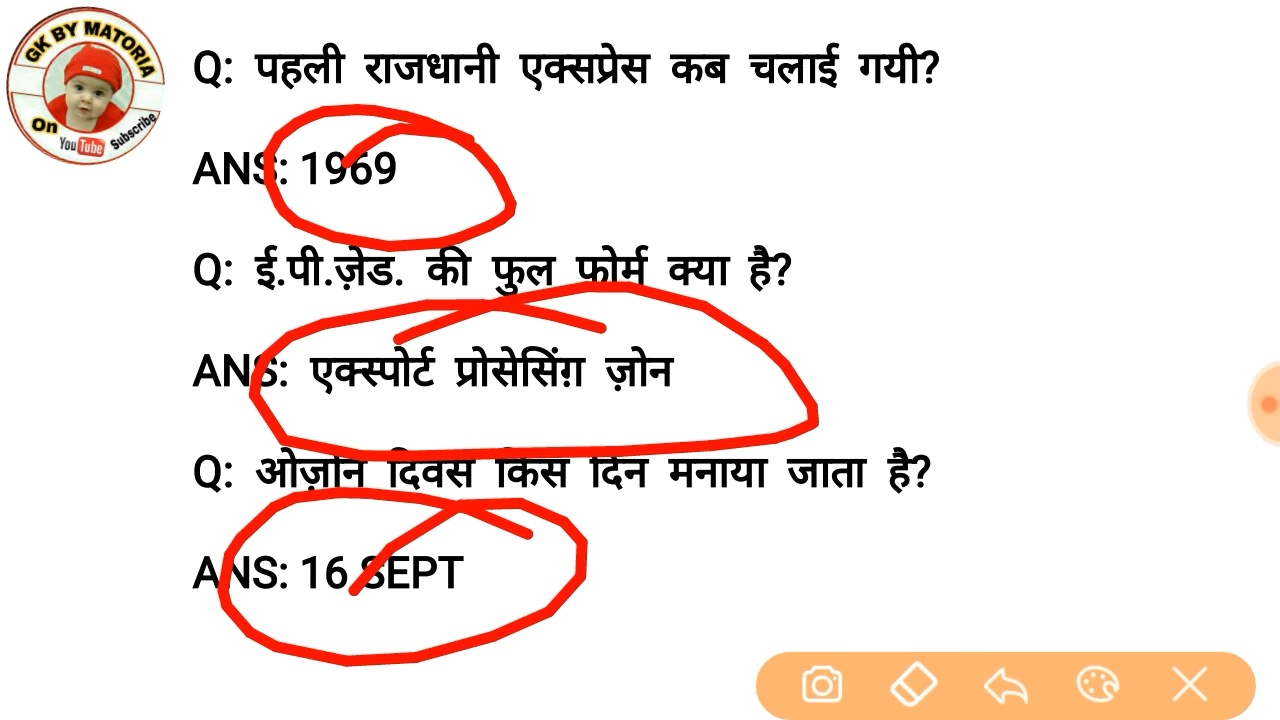 GK BY MATORIA
On
YouTube Subscribe
Q: पहली राजधानी एक्सप्रेस कब चलाई गयी?
ANS: 1969
Q: ई.पी.ज़ेड. की फुल फोर्म क्या है?
ANS: एक्स्पोर्ट प्रोसेसिंग़ ज़ोन
Q: ओज़ोन दिवस किस दिन मनाया जाता है?
ANS: 16 SEPT